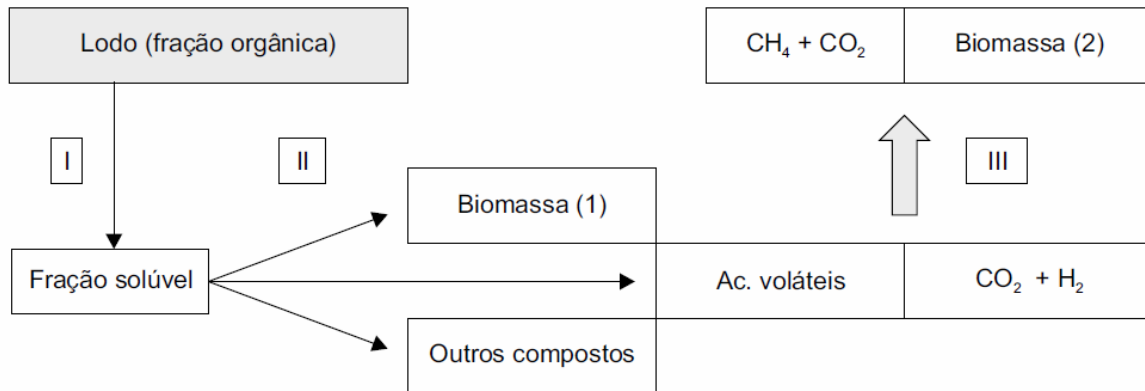 Lodo (fração orgânica)
CH₄ + CO₂
Biomassa (2)
I
II
III
Biomassa (1)
Fração solúvel
Ac. voláteis
CO₂ + H₂
Outros compostos